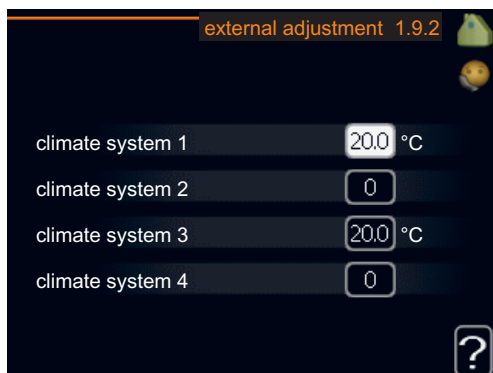 external adjustment 1.9.2
climate system 1 20.0 °C
climate system 2 0
climate system 3 20.0 °C
climate system 4 0
?